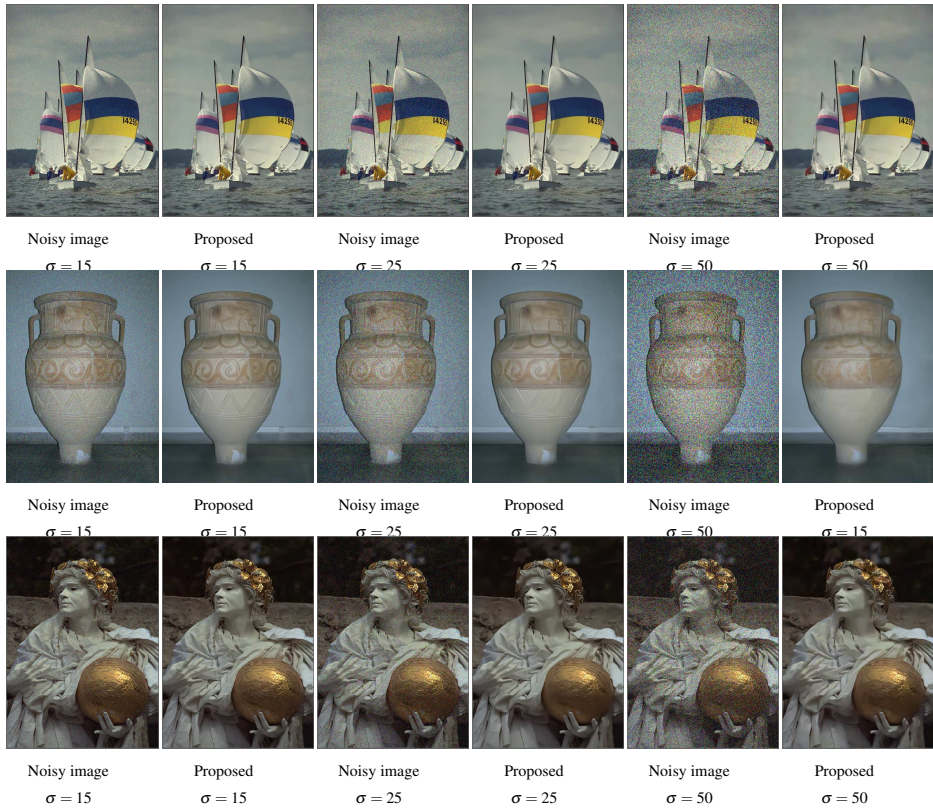 Noisy image Proposed Noisy image Proposed Noisy image Proposed
σ = 15 σ = 15 σ = 25 σ = 25 σ = 50 σ = 50
Noisy image Proposed Noisy image Proposed Noisy image Proposed
σ = 15 σ = 15 σ = 25 σ = 25 σ = 50 σ = 15
Noisy image Proposed Noisy image Proposed Noisy image Proposed
σ = 15 σ = 15 σ = 25 σ = 25 σ = 50 σ = 50